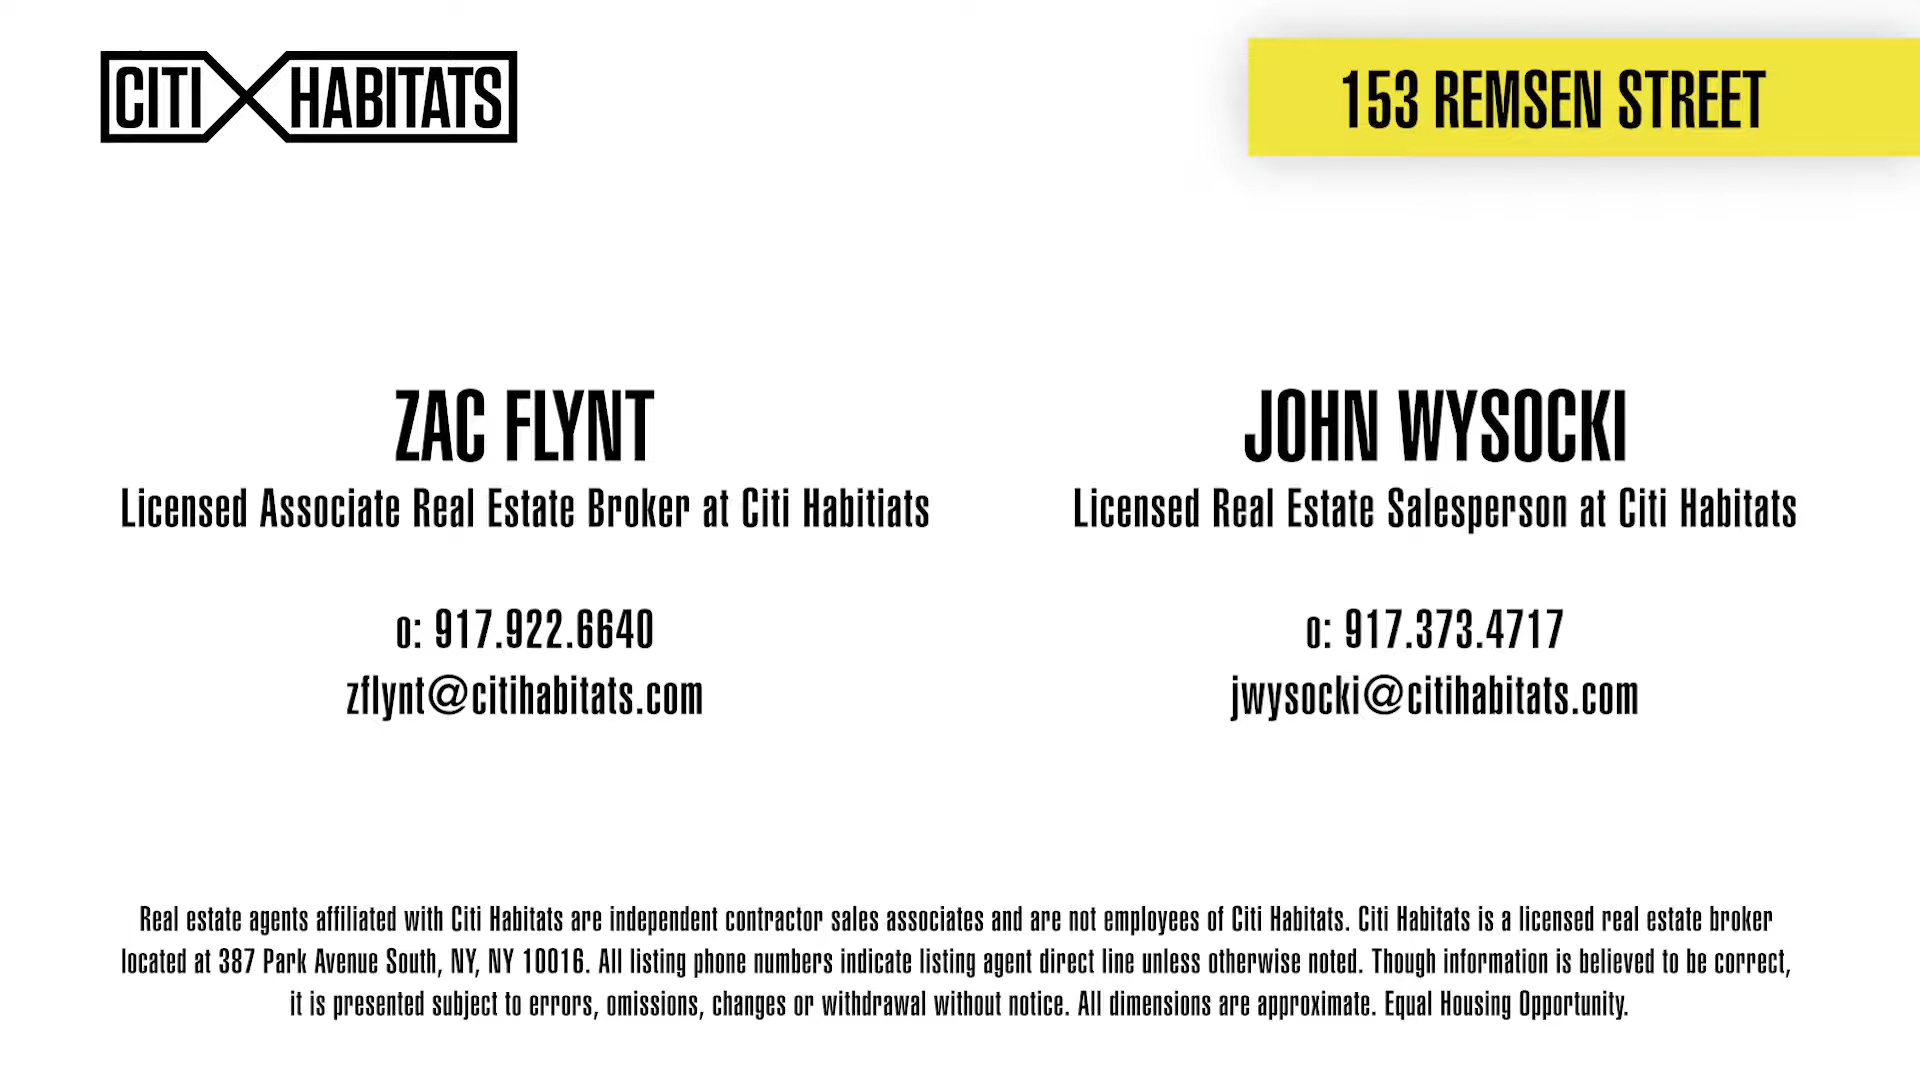 CITI HABITATS
153 REMSEN STREET
ZAC FLYNT
Licensed Associate Real Estate Broker at Citi Habitiats
o: 917.922.6640
zflynt@citihabitats.com
JOHN WYSOCKI
Licensed Real Estate Salesperson at Citi Habitats
o: 917.373.4717
jwysocki@citihabitats.com
Real estate agents affiliated with Citi Habitats are independent contractor sales associates and are not employees of Citi Habitats. Citi Habitats is a licensed real estate broker
located at 387 Park Avenue South, NY, NY 10016. All listing phone numbers indicate listing agent direct line unless otherwise noted. Though information is believed to be correct,
it is presented subject to errors, omissions, changes or withdrawal without notice. All dimensions are approximate. Equal Housing Opportunity.